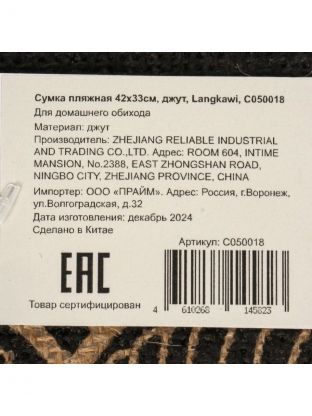 Сумка пляжная 42х33см, джут, Langkawi, C050018
Для домашнего обихода
Материал: джут
Производитель: ZHEJIANG RELIABLE INDUSTRIAL
AND TRADING CO.,LTD. Адрес: ROOM 604, INTIME
MANSION, No.2388, EAST ZHONGSHAN ROAD,
NINGBO CITY, ZHEJIANG PROVINCE, CHINA
Импортер: ООО «ПРАЙМ». Адрес: Россия, г.Воронеж,
ул.Волгоградская, д.32
Дата изготовления: декабрь 2024
Сделано в Китае
Артикул: C050018
EAC
Товар сертифицирован
4 610268 145823